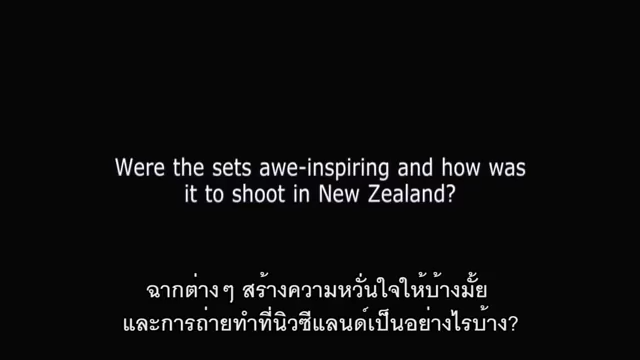 Were the sets awe-inspiring and how was
it to shoot in New Zealand?
ฉากต่างๆ สร้างความหวั่นใจให้บ้างมั้ย
และการถ่ายทำที่นิวซีแลนด์เป็นอย่างไรบ้าง?